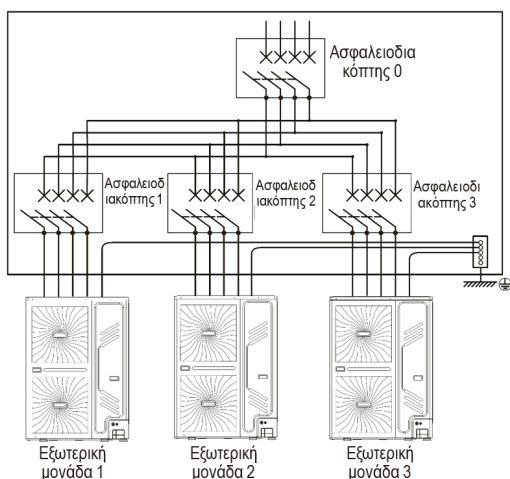 Ασφαλειοδια
κόπτης 0
Ασφαλειοδ
ιακόπτης 1
Ασφαλειοδ
ιακόπτης 2
Ασφαλειοδι
ακόπτης 3
Εξωτερική
μονάδα 1
Εξωτερική
μονάδα 2
Εξωτερική
μονάδα 3